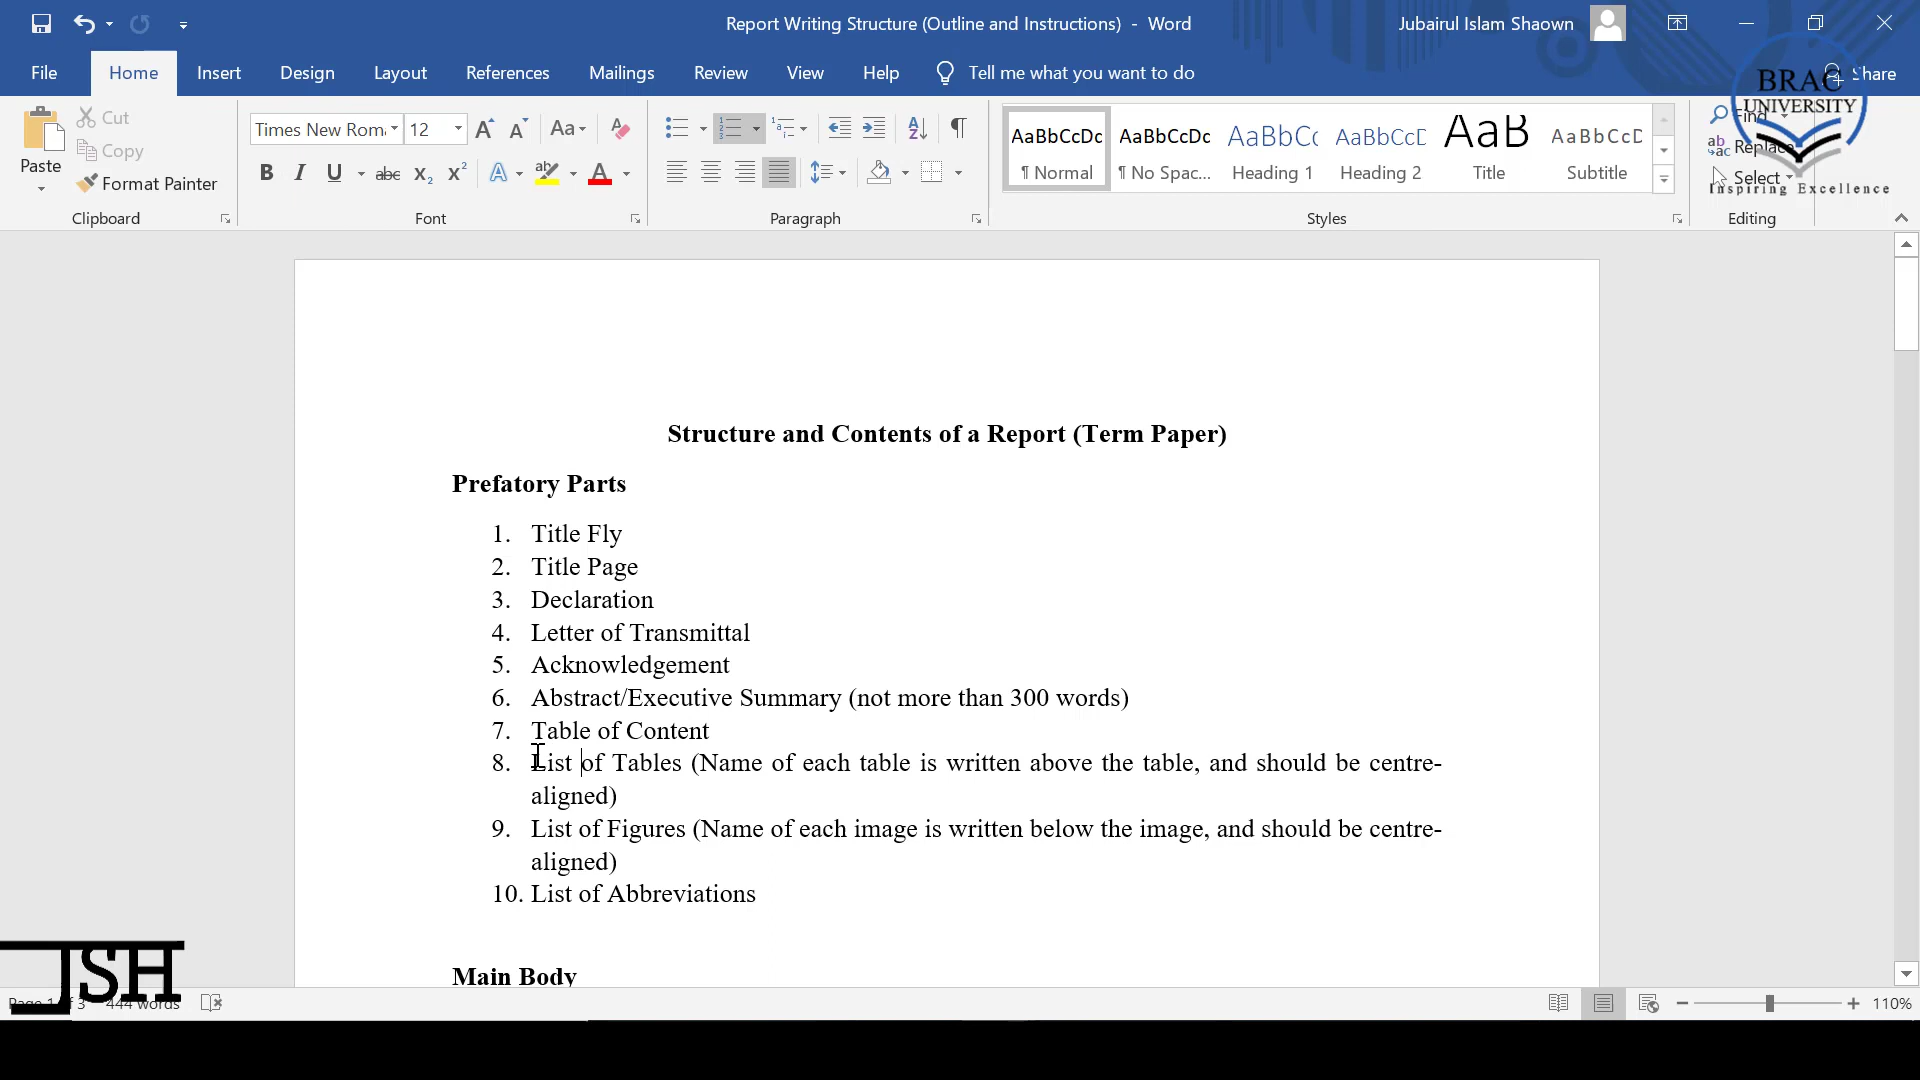 Report Writing Structure (Outline and Instructions) - Word
Jubairul Islam Shaown
File Home Insert Design Layout References Mailings Review View Help Tell me what you want to do Share
BRAC
UNIVERSITY
Inspiring Excellence
Paste
Cut
Copy
Format Painter
Clipboard
Times New Rom 12
Font
Paragraph
AaBbCcDc AaBbCcDc AaBbCc AaBbCcD AaB AaBbCcD
¶ Normal ¶ No Spac... Heading 1 Heading 2 Title Subtitle
Styles
Find
Replace
Select
Editing
Structure and Contents of a Report (Term Paper)
Prefatory Parts
1. Title Fly
2. Title Page
3. Declaration
4. Letter of Transmittal
5. Acknowledgement
6. Abstract/Executive Summary (not more than 300 words)
7. Table of Content
8. List of Tables (Name of each table is written above the table, and should be centre-
aligned)
9. List of Figures (Name of each image is written below the image, and should be centre-
aligned)
10. List of Abbreviations
Main Body
JSH
Page 1 of 3 444 words
110%